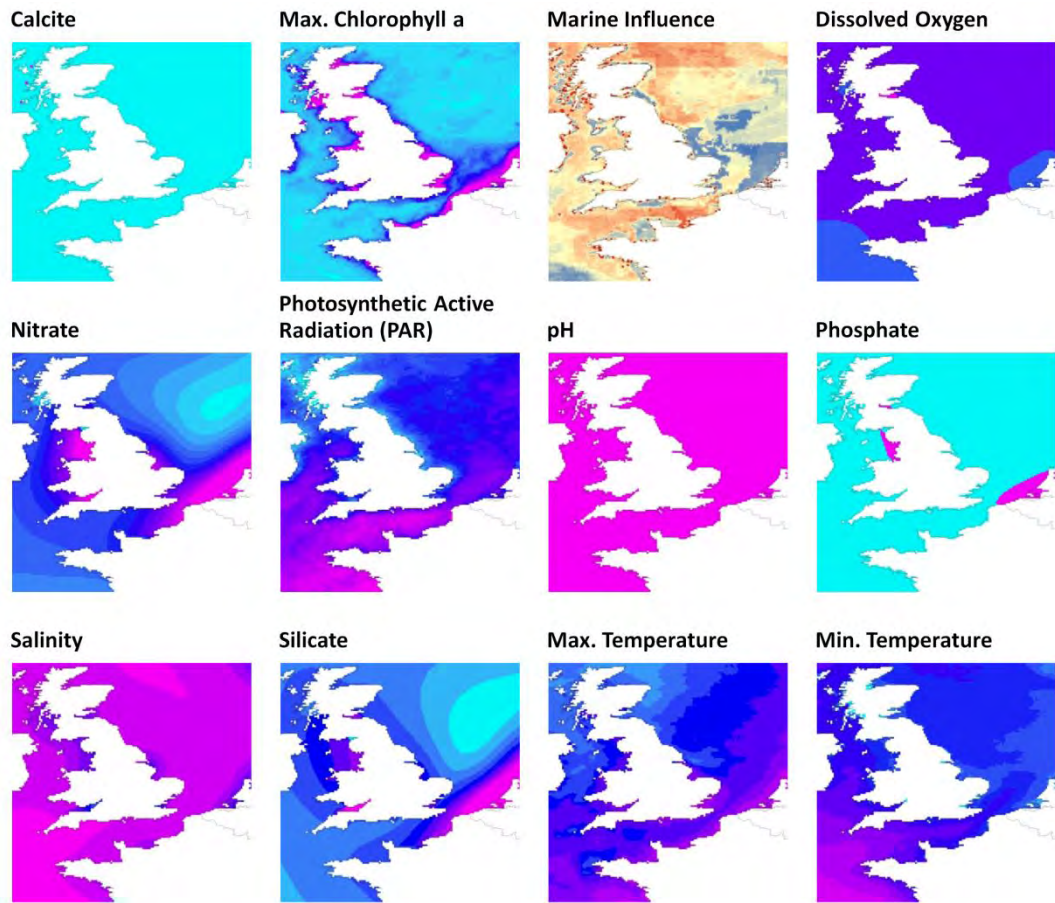 Calcite
Max. Chlorophyll a
Marine Influence
Dissolved Oxygen
Nitrate
Photosynthetic Active
Radiation (PAR)
pH
Phosphate
Salinity
Silicate
Max. Temperature
Min. Temperature